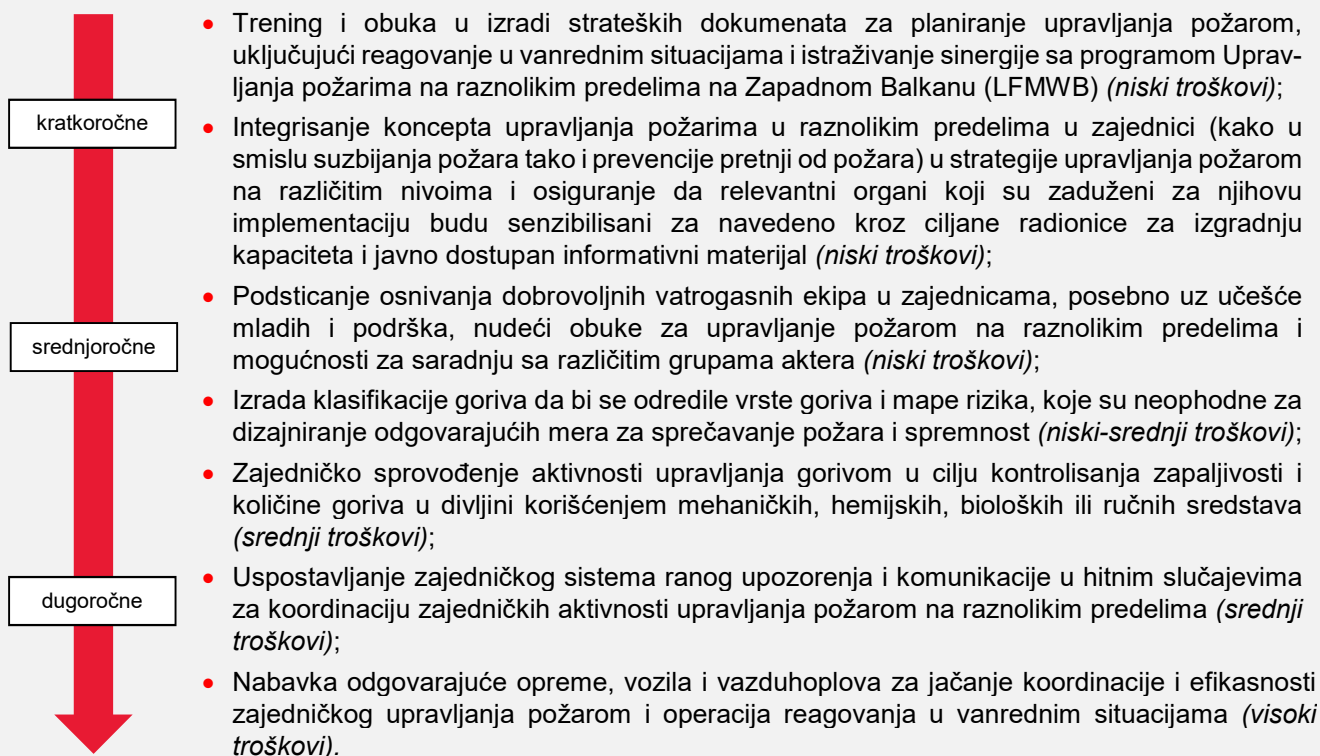 • Trening i obuka u izradi strateških dokumenata za planiranje upravljanja požarom,
uključujući reagovanje u vanrednim situacijama i istraživanje sinergije sa programom Uprav-
ljanja požarima na raznolikim predelima na Zapadnom Balkanu (LFMWB) (niski troškovi);
kratkoročne
• Integrisanje koncepta upravljanja požarima u raznolikim predelima u zajednici (kako u
smislu suzbijanja požara tako i prevencije pretnji od požara) u strategije upravljanja požarom
na različitim nivoima i osiguranje da relevantni organi koji su zaduženi za njihovu
implementaciju budu senzibilisani za navedeno kroz ciljane radionice za izgradnju
kapaciteta i javno dostupan informativni materijal (niski troškovi);
• Podsticanje osnivanja dobrovoljnih vatrogasnih ekipa u zajednicama, posebno uz učešće
mladih i podrška, nudeći obuke za upravljanje požarom na raznolikim predelima i
mogućnosti za saradnju sa različitim grupama aktera (niski troškovi);
srednjoročne
• Izrada klasifikacije goriva da bi se odredile vrste goriva i mape rizika, koje su neophodne za
dizajniranje odgovarajućih mera za sprečavanje požara i spremnost (niski-srednji troškovi);
• Zajedničko sprovođenje aktivnosti upravljanja gorivom u cilju kontrolisanja zapaljivosti i
količine goriva u divljini korišćenjem mehaničkih, hemijskih, bioloških ili ručnih sredstava
(srednji troškovi);
• Uspostavljanje zajedničkog sistema ranog upozorenja i komunikacije u hitnim slučajevima
za koordinaciju zajedničkih aktivnosti upravljanja požarom na raznolikim predelima (srednji
troškovi);
dugoročne
• Nabavka odgovarajuće opreme, vozila i vazduhoplova za jačanje koordinacije i efikasnosti
zajedničkog upravljanja požarom i operacija reagovanja u vanrednim situacijama (visoki
troškovi).